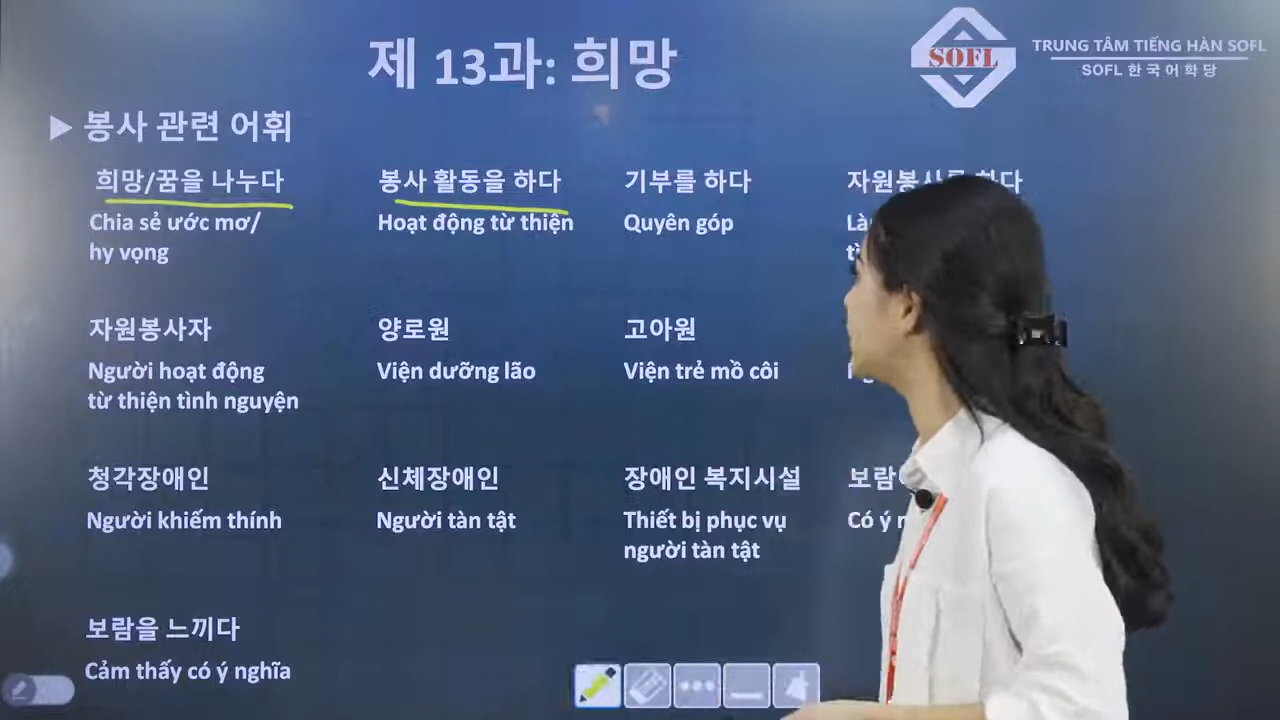 제 13과: 희망
SOFL
TRUNG TÂM TIẾNG HÀN SOFL
SOFL 한국어학당
▶ 봉사 관련 어휘
희망/꿈을 나누다
Chia sẻ ước mơ/
hy vọng
봉사 활동을 하다
Hoạt động từ thiện
기부를 하다
Quyên góp
하다
자원봉사자
Người hoạt động
từ thiện tình nguyện
양로원
Viện dưỡng lão
고아원
Viện trẻ mồ côi
청각장애인
Người khiếm thính
신체장애인
Người tàn tật
장애인 복지시설
Thiết bị phục vụ
người tàn tật
Có ý
보람을 느끼다
Cảm thấy có ý nghĩa